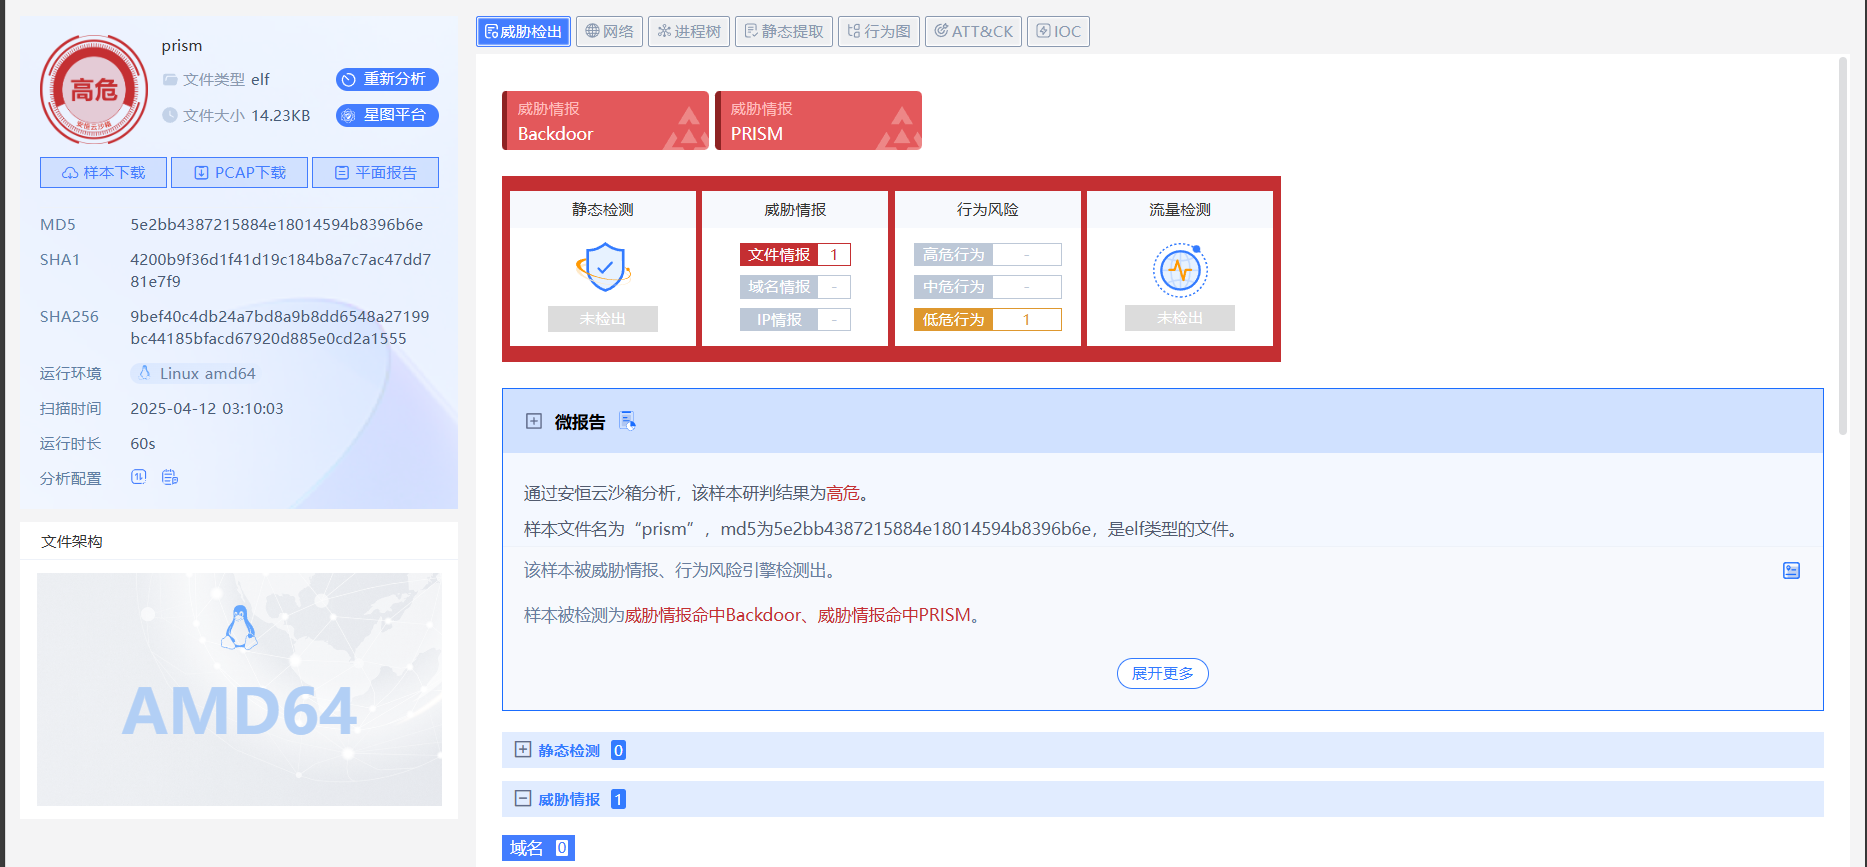 prism
高危
安恒云沙箱
文件类型 elf
重新分析
文件大小 14.23KB
星图平台
样本下载
PCAP下载
平面报告
MD5 5e2bb4387215884e18014594b8396b6e
SHA1 4200b9f36d1f41d19c184b8a7c7ac47dd7
81e7f9
SHA256 9bef40c4db24a7bd8a9b8dd6548a27199
bc44185bfacd67920d885e0cd2a1555
运行环境 Linux amd64
扫描时间 2025-04-12 03:10:03
运行时长 60s
分析配置
文件架构
AMD64
威胁检出
网络
进程树
静态提取
行为图
ATT&CK
IOC
威胁情报
Backdoor
威胁情报
PRISM
静态检测
未检出
威胁情报
文件情报 1
域名情报 -
IP情报 -
行为风险
高危行为 -
中危行为 -
低危行为 1
流量检测
未检出
微报告
通过安恒云沙箱分析，该样本研判结果为高危。
样本文件名为“prism”，md5为5e2bb4387215884e18014594b8396b6e，是elf类型的文件。
该样本被威胁情报、行为风险引擎检测出。
样本被检测为威胁情报命中Backdoor、威胁情报命中PRISM。
展开更多
静态检测 0
威胁情报 1
域名 0